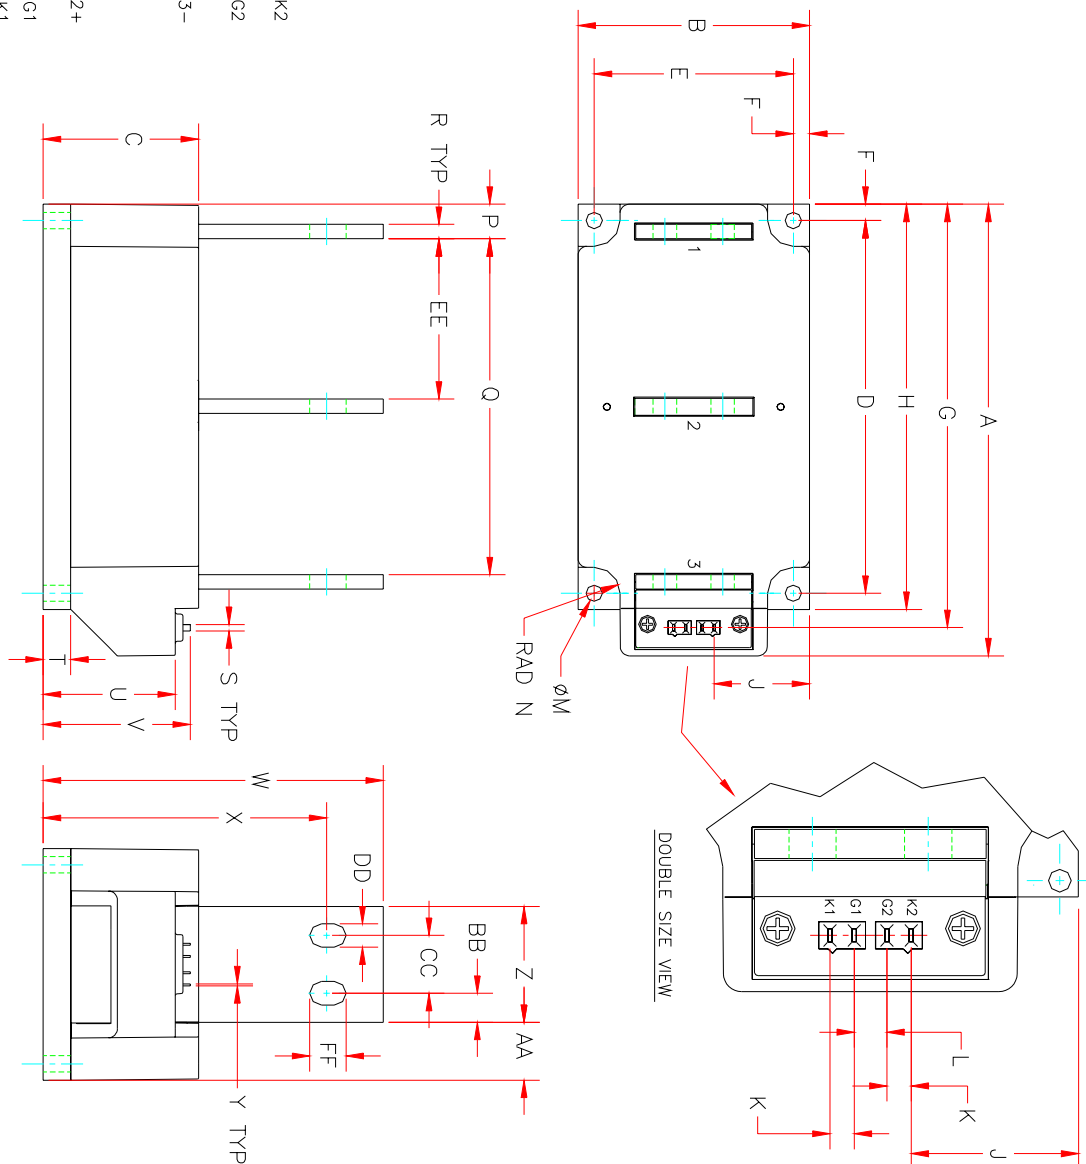 K2
G2
3-
2+
G1
K1
B
E
F
F
1
2
3
D
H
G
A
J
RAD N
ØM
C
R TYP
P
EE
Q
S TYP
T
U
V
DOUBLE SIZE VIEW
K1
G1
G2
K2
L
K
K
J
W
X
DD
CC
BB
Z
AA
FF
Y TYP